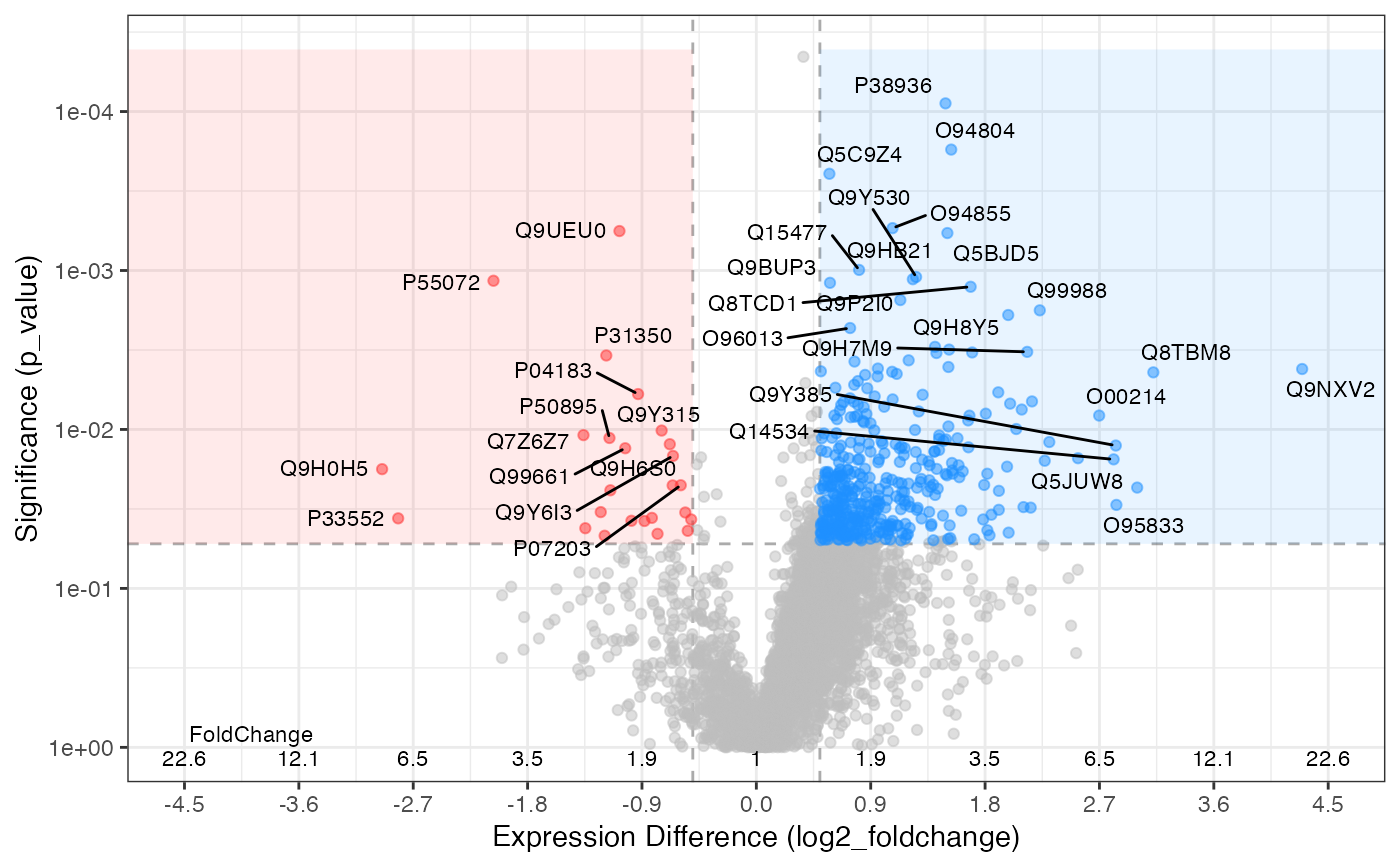 Significance (p_value)
1e-04
1e-03
1e-02
1e-01
1e+00
P38936
O94804
Q5C9Z4
Q9Y530
O94855
Q9UEU0
Q15477
Q9HB21
Q5BJD5
Q9BUP3
P55072
Q99988
Q8TCD1
Q9P2I0
Q9H8Y5
P31350
O96013
Q9H7M9
Q8TBM8
P04183
Q9NXV2
Q9Y385
O00214
P50895
Q9Y315
Q14534
Q7Z6Z7
Q9H0H5
Q9H6S0
Q99661
Q5JUW8
Q9Y6I3
P33552
O95833
P07203
FoldChange
22.6 12.1 6.5 3.5 1.9 1 1.9 3.5 6.5 12.1 22.6
-4.5 -3.6 -2.7 -1.8 -0.9 0.0 0.9 1.8 2.7 3.6 4.5
Expression Difference (log2_foldchange)